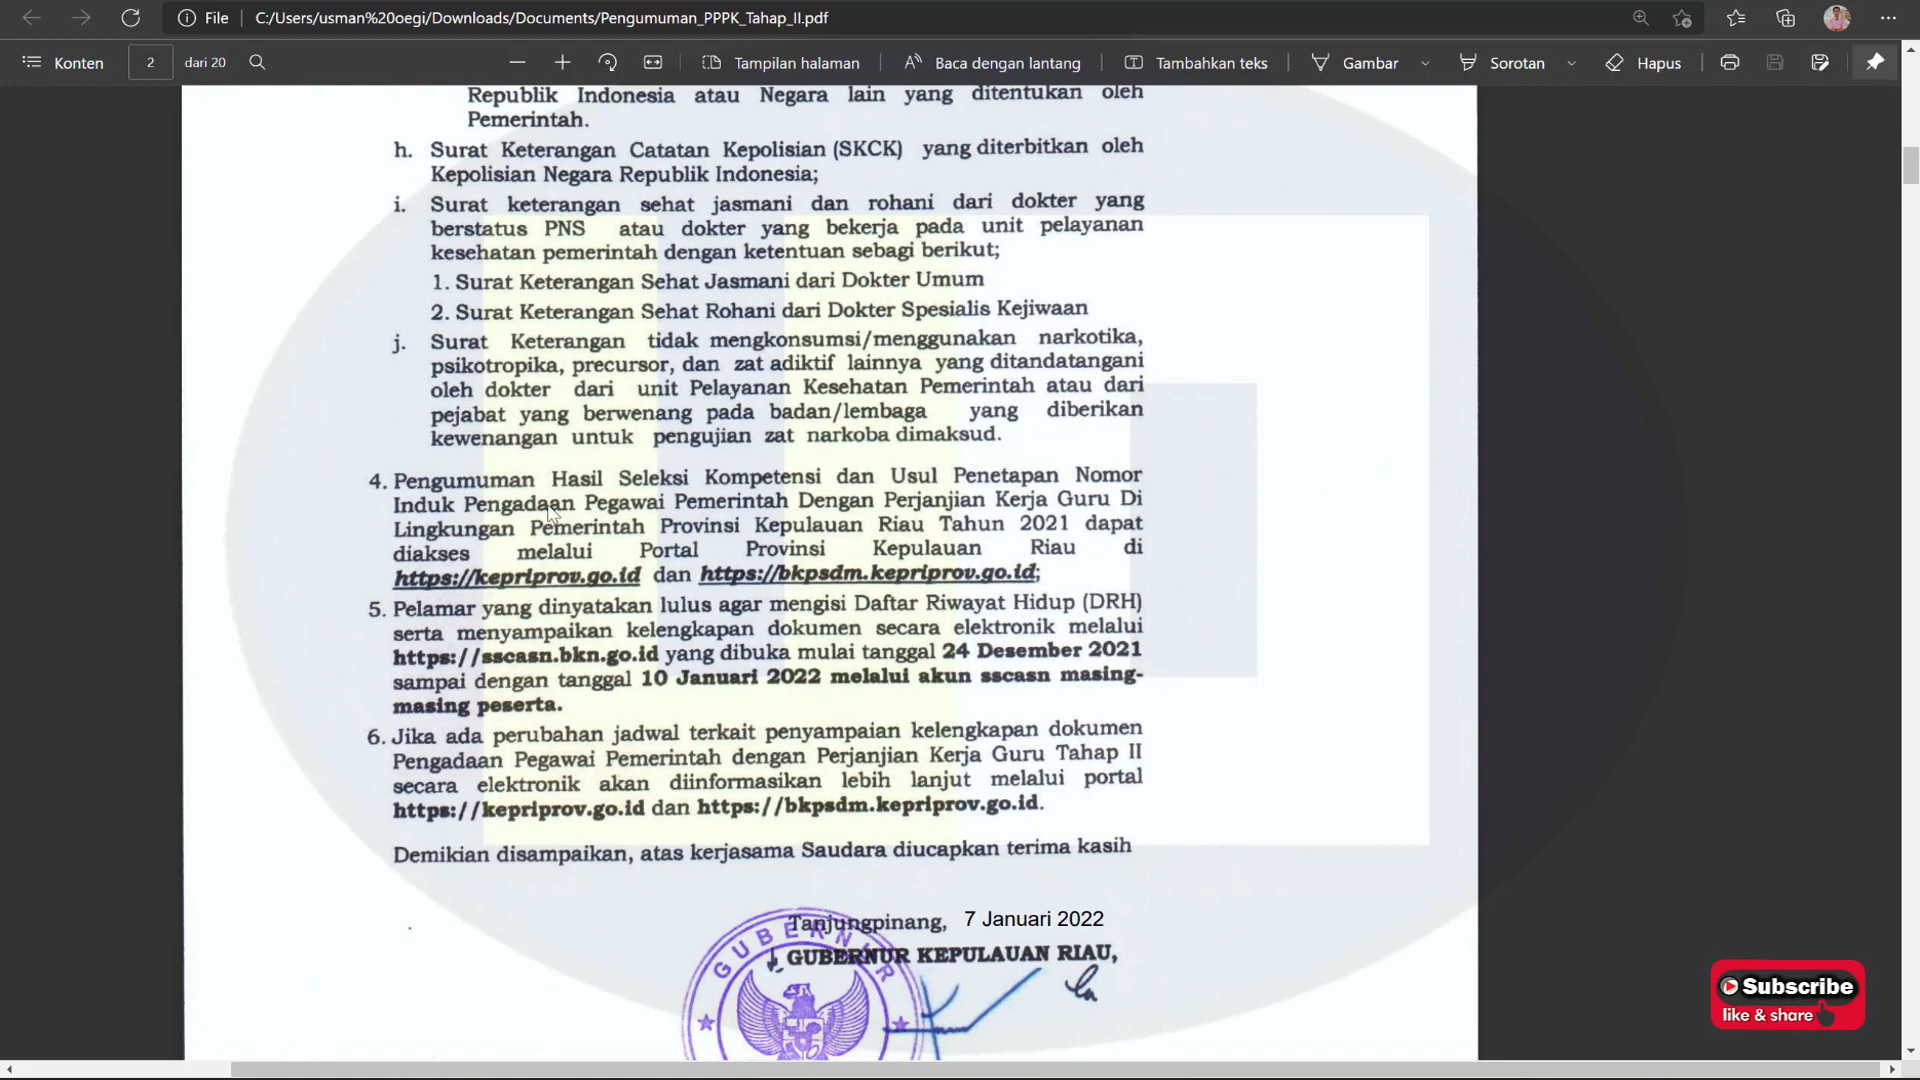 File
C:/Users/usman%20oegi/Downloads/Documents/Pengumuman_PPPK_Tahap_II.pdf
Konten
2
dari 20
Tampilan halaman
Baca dengan lantang
Tambahkan teks
Gambar
Sorotan
Hapus
Republik Indonesia atau Negara lain yang ditentukan oleh
Pemerintah.
h. Surat Keterangan Catatan Kepolisian (SKCK) yang diterbitkan oleh
Kepolisian Negara Republik Indonesia;
i. Surat keterangan sehat jasmani dan rohani dari dokter yang
berstatus PNS atau dokter yang bekerja pada unit pelayanan
kesehatan pemerintah dengan ketentuan sebagai berikut;
1. Surat Keterangan Sehat Jasmani dari Dokter Umum
2. Surat Keterangan Sehat Rohani dari Dokter Spesialis Kejiwaan
j. Surat Keterangan tidak mengkonsumsi/menggunakan narkotika,
psikotropika, precursor, dan zat adiktif lainnya yang ditandatangani
oleh dokter dari unit Pelayanan Kesehatan Pemerintah atau dari
pejabat yang berwenang pada badan/lembaga yang diberikan
kewenangan untuk pengujian zat narkoba dimaksud.
4. Pengumuman Hasil Seleksi Kompetensi dan Usul Penetapan Nomor
Induk Pengadaan Pegawai Pemerintah Dengan Perjanjian Kerja Guru Di
Lingkungan Pemerintah Provinsi Kepulauan Riau Tahun 2021 dapat
diakses melalui Portal Provinsi Kepulauan Riau di
https://kepriprov.go.id dan https://bkpsdm.kepriprov.go.id;
5. Pelamar yang dinyatakan lulus agar mengisi Daftar Riwayat Hidup (DRH)
serta menyampaikan kelengkapan dokumen secara elektronik melalui
https://sscasn.bkn.go.id yang dibuka mulai tanggal 24 Desember 2021
sampai dengan tanggal 10 Januari 2022 melalui akun sscasn masing-
masing peserta.
6. Jika ada perubahan jadwal terkait penyampaian kelengkapan dokumen
Pengadaan Pegawai Pemerintah dengan Perjanjian Kerja Guru Tahap II
secara elektronik akan diinformasikan lebih lanjut melalui portal
https://kepriprov.go.id dan https://bkpsdm.kepriprov.go.id.
Demikian disampaikan, atas kerjasama Saudara diucapkan terima kasih
Tanjungpinang, 7 Januari 2022
GUBERNUR KEPULAUAN RIAU,
GUBERNUR
Subscribe
like & share